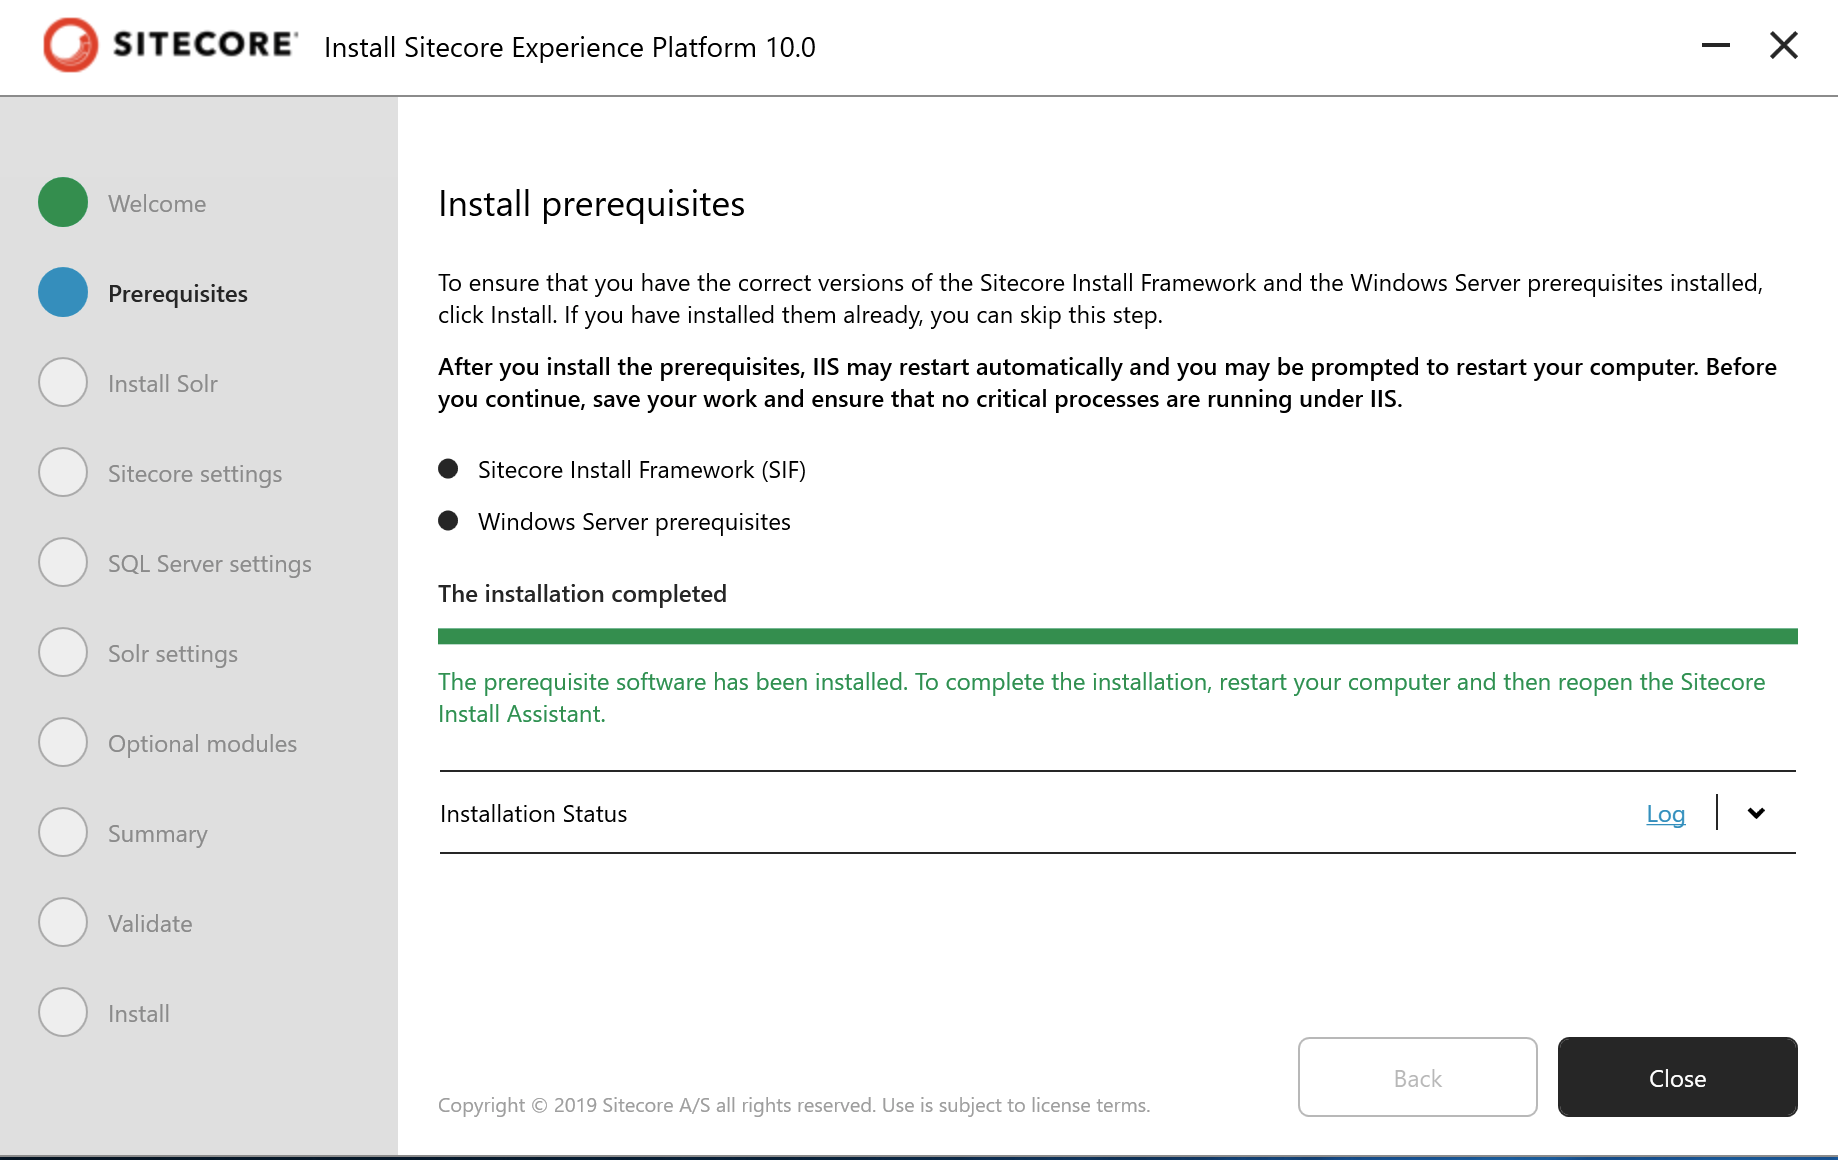 SITECORE
Install Sitecore Experience Platform 10.0
Welcome
Prerequisites
Install Solr
Sitecore settings
SQL Server settings
Solr settings
Optional modules
Summary
Validate
Install
Install prerequisites
To ensure that you have the correct versions of the Sitecore Install Framework and the Windows Server prerequisites installed,
click Install. If you have installed them already, you can skip this step.
After you install the prerequisites, IIS may restart automatically and you may be prompted to restart your computer. Before
you continue, save your work and ensure that no critical processes are running under IIS.
Sitecore Install Framework (SIF)
Windows Server prerequisites
The installation completed
The prerequisite software has been installed. To complete the installation, restart your computer and then reopen the Sitecore
Install Assistant.
Installation Status
Log
Back
Close
Copyright © 2019 Sitecore A/S all rights reserved. Use is subject to license terms.